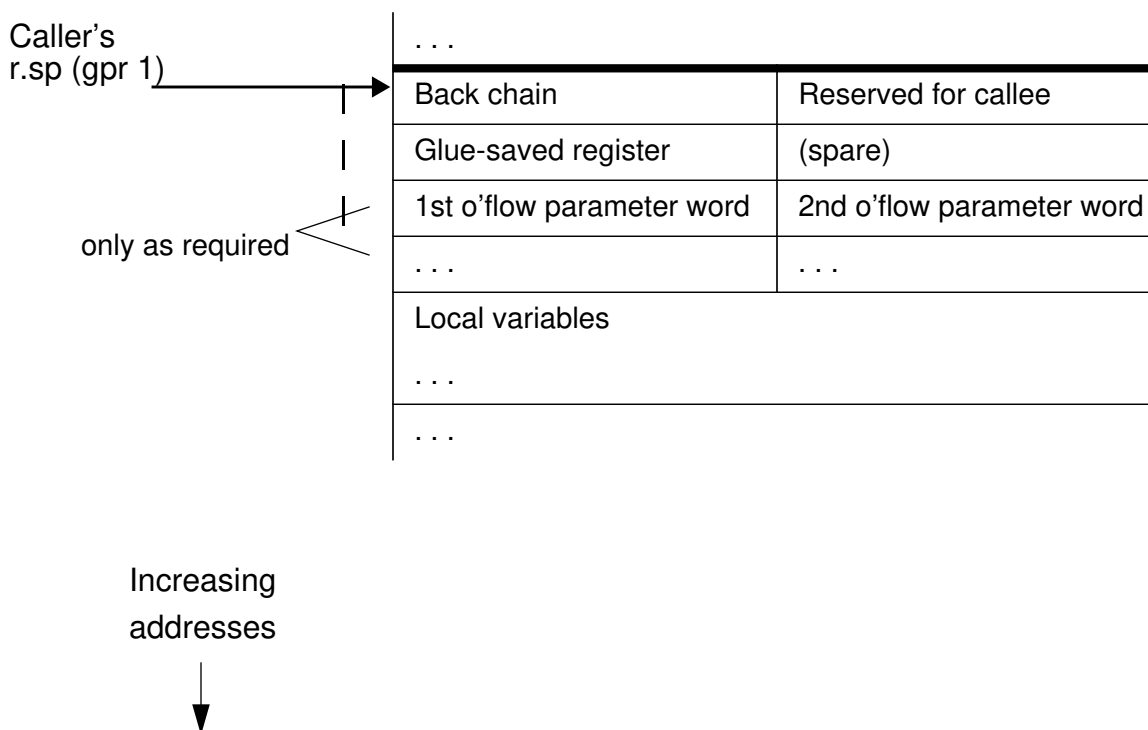 Caller's
r.sp (gpr 1)
. . .
Back chain Reserved for callee
Glue-saved register (spare)
1st o'flow parameter word 2nd o'flow parameter word
only as required
. . . . . .
Local variables
. . .
. . .
Increasing
addresses